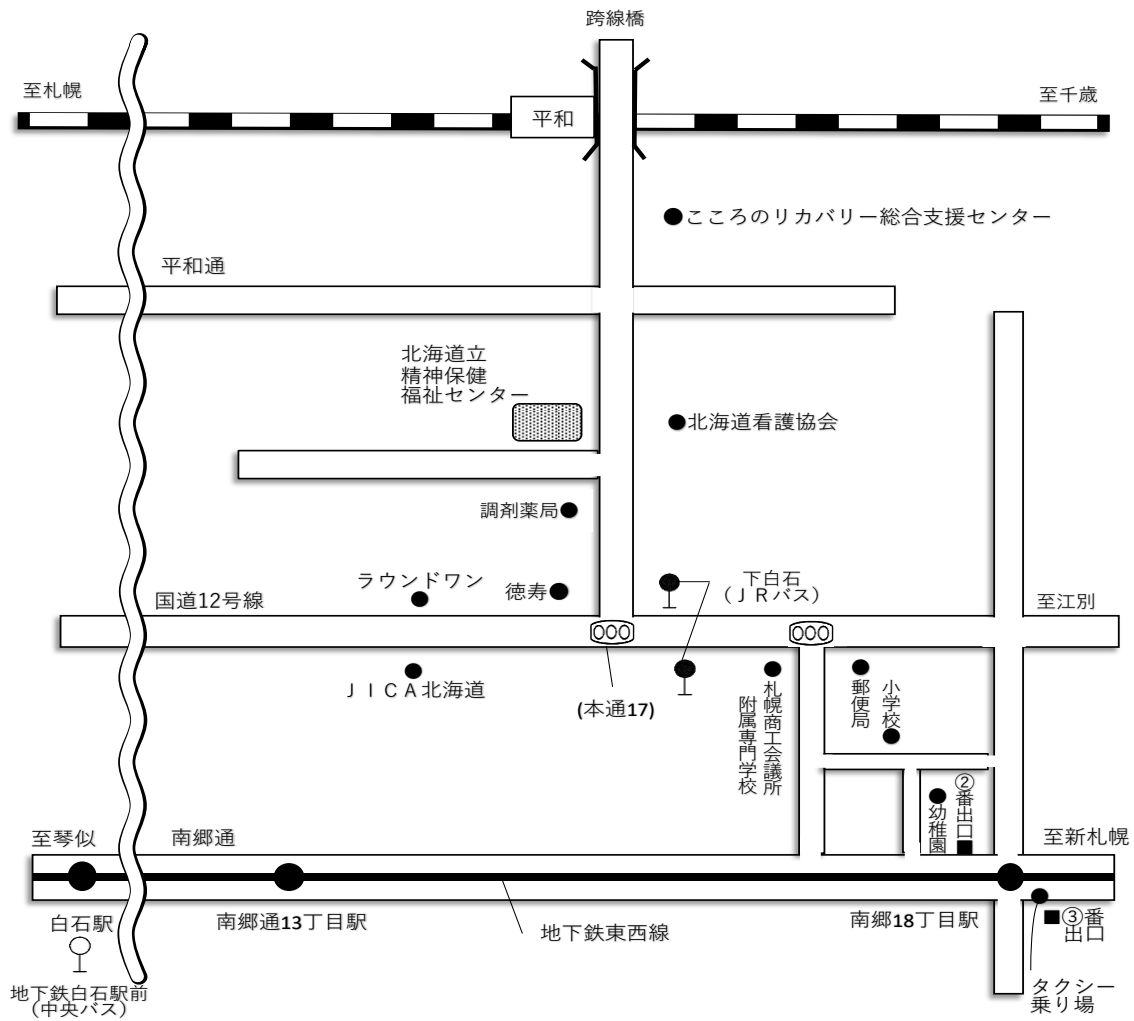 跨線橋
至札幌
至千歳
平和
こころのリカバリー総合支援センター
平和通
北海道立
精神保健
福祉センター
北海道看護協会
調剤薬局
ラウンドワン
徳寿
下白石
(JRバス)
国道12号線
至江別
JICA北海道
(本通17)
札幌商工会議所
附属専門学校
郵便局
小学校
②番出口
幼稚園
至琴似
南郷通
至新札幌
白石駅
南郷通13丁目駅
地下鉄東西線
南郷18丁目駅
③番
出口
地下鉄白石駅前
(中央バス)
タクシー
乗り場